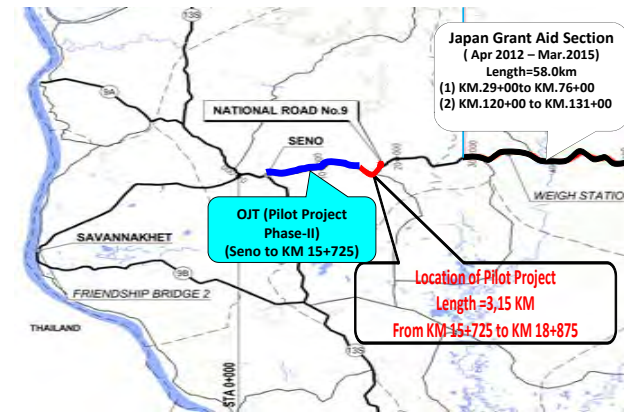 13S
Japan Grant Aid Section
( Apr 2012 – Mar.2015)
Length=58.0km
(1) KM.29+00to KM.76+00
(2) KM.120+00 to KM.131+00
9A
NATIONAL ROAD No.9
SENO
WEIGH STATIO
OJT (Pilot Project
Phase-II)
(Seno to KM 15+725)
SAVANNAKHET
9B
FRIENDSHIP BRIDGE 2
Location of Pilot Project
Length =3,15 KM
From KM 15+725 to KM 18+875
THAILAND
13S
STA 0+000